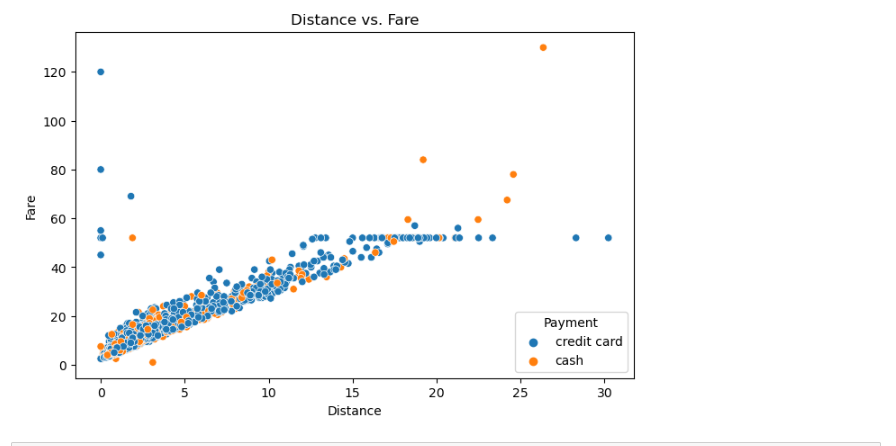 Distance vs. Fare
120
100
80
60
40
20
0
Fare
0 5 10 15 20 25 30
Distance
Payment
credit card
cash